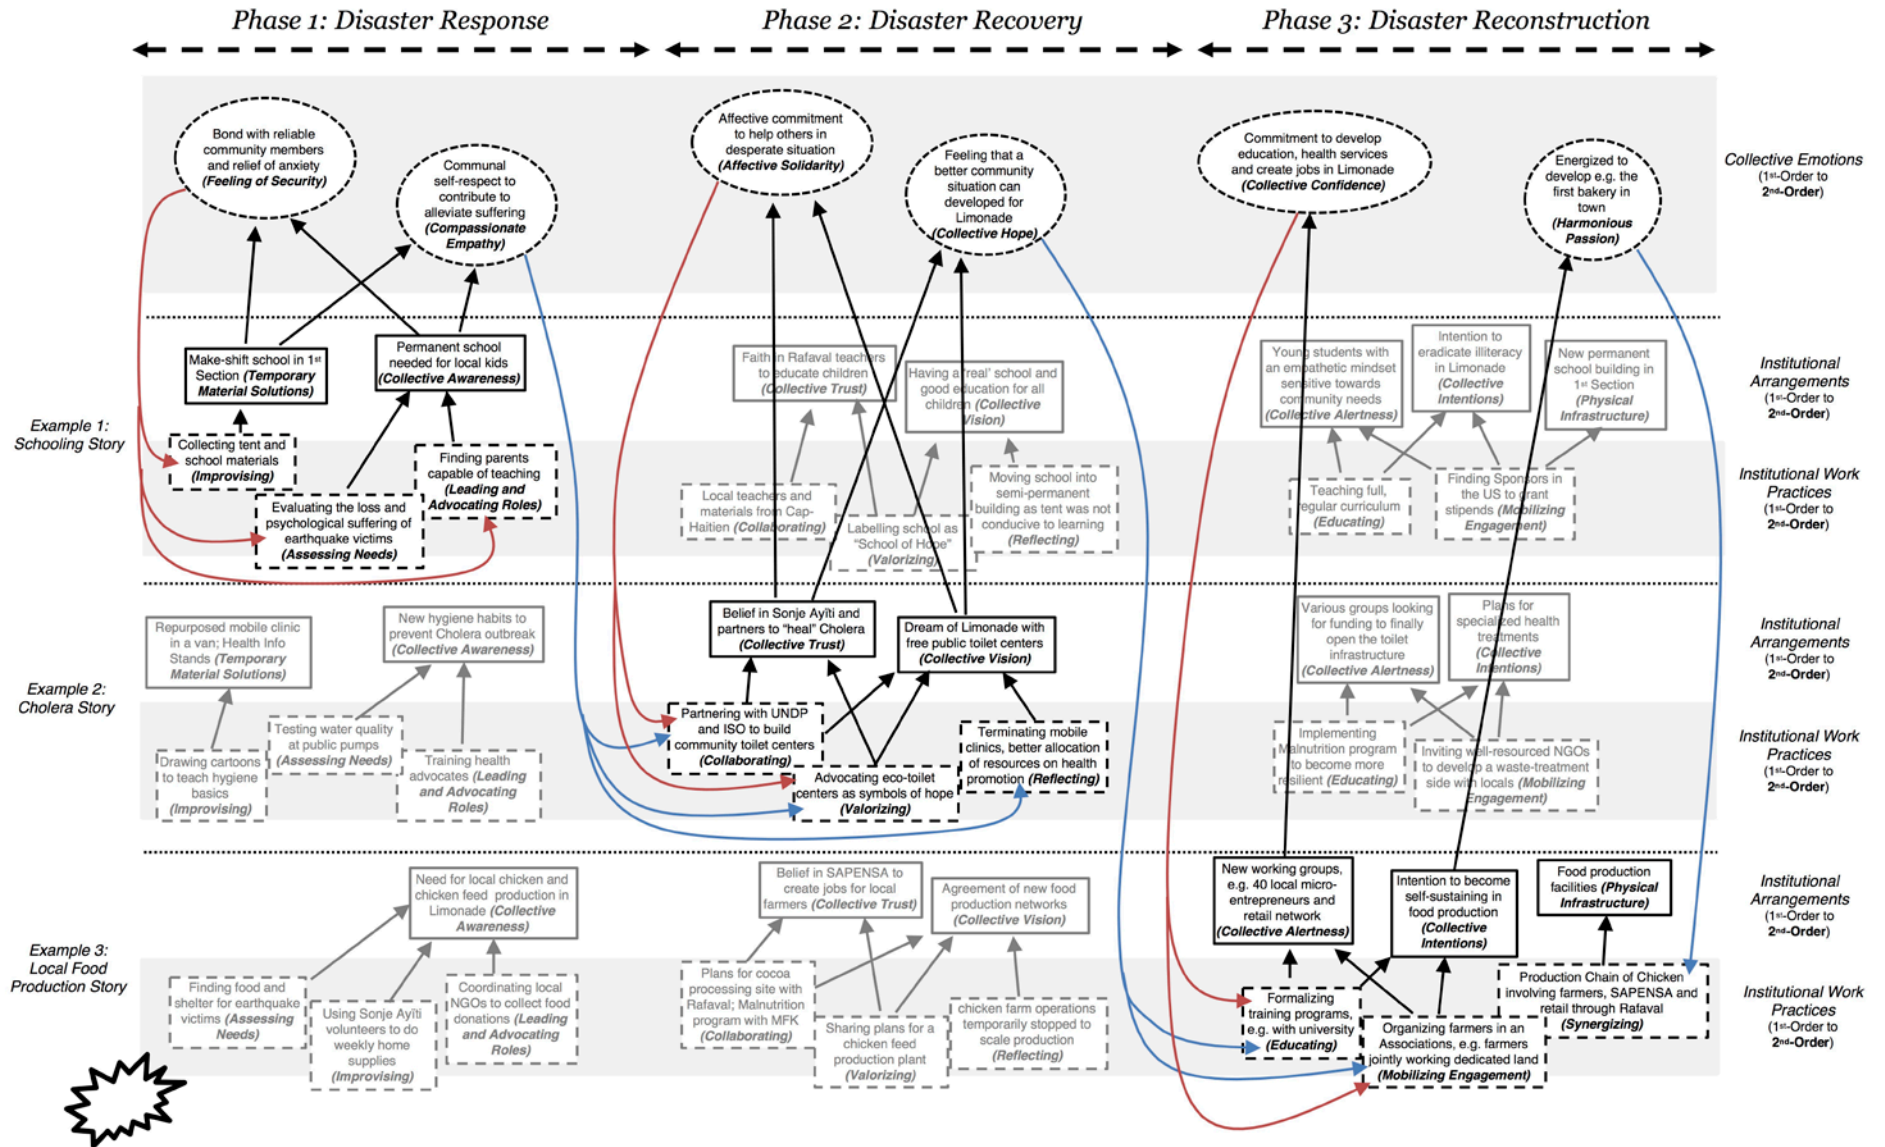 Phase 1: Disaster Response
Phase 2: Disaster Recovery
Phase 3: Disaster Reconstruction
Bond with reliable
community members
and relief of anxiety
(Feeling of Security)
Communal
self-respect to
contribute to
alleviate suffering
(Compassionate
Empathy)
Affective commitment
to help others in
desperate situation
(Affective Solidarity)
Feeling that a
better community
situation can
developed for
Limonade
(Collective Hope)
Commitment to develop
education, health services
and create jobs in Limonade
(Collective Confidence)
Energized to
develop e.g. the
first bakery in
town
(Harmonious
Passion)
Collective Emotions
(1st-Order to
2nd-Order)
Example 1:
Schooling Story
Make-shift school in 1st
Section (Temporary
Material Solutions)
Permanent school
needed for local kids
(Collective Awareness)
Collecting tent and
school materials
(Improvising)
Evaluating the loss and
psychological suffering of
earthquake victims
(Assessing Needs)
Finding parents
capable of teaching
(Leading and
Advocating Roles)
Faith in Rafaval teachers
to educate children
(Collective Trust)
Having a 'real' school and
good education for all
children (Collective
Vision)
Local teachers and
materials from Cap-
Haitien (Collaborating)
Labelling school as
"School of Hope"
(Valorizing)
Moving school into
semi-permanent
building as tent was not
conducive to learning
(Reflecting)
Young students with
an empathetic mindset
sensitive towards
community needs
(Collective Alertness)
Intention to
eradicate illiteracy
in Limonade
(Collective
Intentions)
New permanent
school building in
1st Section
(Physical
Infrastructure)
Teaching full,
regular curriculum
(Educating)
Finding Sponsors in
the US to grant
stipends (Mobilizing
Engagement)
Institutional
Arrangements
(1st-Order to
2nd-Order)
Institutional Work
Practices
(1st-Order to
2nd-Order)
Example 2:
Cholera Story
Repurposed mobile clinic
in a van; Health Info
Stands (Temporary
Material Solutions)
New hygiene habits to
prevent Cholera outbreak
(Collective Awareness)
Drawing cartoons
to teach hygiene
basics
(Improvising)
Testing water quality
at public pumps
(Assessing Needs)
Training health
advocates (Leading
and Advocating
Roles)
Belief in Sonje Ayîti and
partners to "heal" Cholera
(Collective Trust)
Dream of Limonade with
free public toilet centers
(Collective Vision)
Partnering with UNDP
and ISO to build
community toilet centers
(Collaborating)
Advocating eco-toilet
centers as symbols of hope
(Valorizing)
Terminating mobile
clinics, better allocation
of resources on health
promotion (Reflecting)
Various groups looking
for funding to finally
open the toilet
infrastructure
(Collective Alertness)
Plans for
specialized health
treatments
(Collective
Intentions)
Implementing
Malnutrition program
to become more
resilient (Educating)
Inviting well-resourced NGOs
to develop a waste-treatment
side with locals (Mobilizing
Engagement)
Institutional
Arrangements
(1st-Order to
2nd-Order)
Institutional Work
Practices
(1st-Order to
2nd-Order)
Example 3:
Local Food
Production Story
Need for local chicken and
chicken feed production in
Limonade (Collective
Awareness)
Finding food and
shelter for earthquake
victims (Assessing
Needs)
Using Sonje Ayîti
volunteers to do
weekly home
supplies
(Improvising)
Coordinating local
NGOs to collect food
donations (Leading
and Advocating
Roles)
Belief in SAPENSA to
create jobs for local
farmers (Collective Trust)
Agreement of new food
production networks
(Collective Vision)
Plans for cocoa
processing site with
Rafaval; Malnutrition
program with MFK
(Collaborating)
Sharing plans for a
chicken feed
production plant
(Valorizing)
chicken farm operations
temporarily stopped to
scale production
(Reflecting)
New working groups,
e.g. 40 local micro-
entrepreneurs and
retail network
(Collective Alertness)
Intention to become
self-sustaining in
food production
(Collective
Intentions)
Food production
facilities (Physical
Infrastructure)
Formalizing
training programs,
e.g. with university
(Educating)
Organizing farmers in an
Associations, e.g. farmers
jointly working dedicated land
(Mobilizing Engagement)
Production Chain of Chicken
involving farmers, SAPENSA and
retail through Rafaval
(Synergizing)
Institutional
Arrangements
(1st-Order to
2nd-Order)
Institutional Work
Practices
(1st-Order to
2nd-Order)